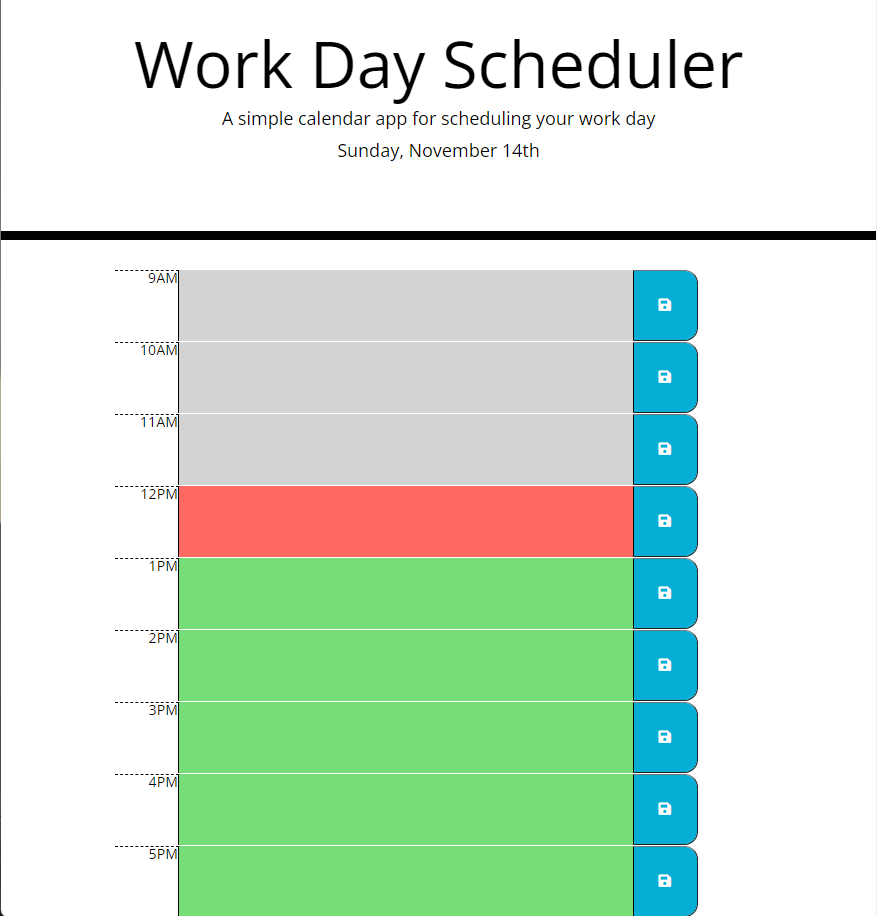 Work Day Scheduler
A simple calendar app for scheduling your work day
Sunday, November 14th
9AM
10AM
11AM
12PM
1PM
2PM
3PM
4PM
5PM